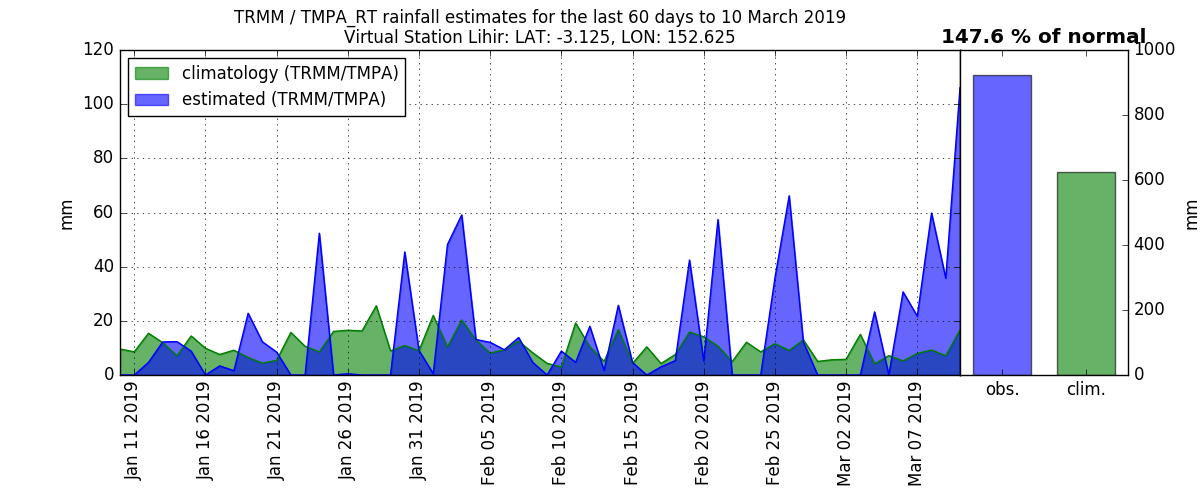 TRMM / TMPA_RT rainfall estimates for the last 60 days to 10 March 2019
Virtual Station Lihir: LAT: -3.125, LON: 152.625
147.6 % of normal
climatology (TRMM/TMPA)
estimated (TRMM/TMPA)
mm
120
100
80
60
40
20
0
Jan 11 2019
Jan 16 2019
Jan 21 2019
Jan 26 2019
Jan 31 2019
Feb 05 2019
Feb 10 2019
Feb 15 2019
Feb 20 2019
Feb 25 2019
Mar 02 2019
Mar 07 2019
obs.
clim.
1000
800
600
400
200
0
mm